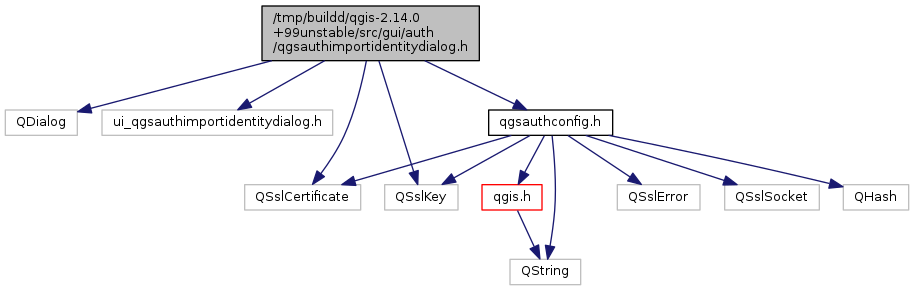 /tmp/buildd/qgis-2.14.0
+99unstable/src/gui/auth
/qgsauthimportidentitydialog.h
QDialog
ui_qgsauthimportidentitydialog.h
qgsauthconfig.h
QSslCertificate
QSslKey
qgis.h
QSslError
QSslSocket
QHash
QString